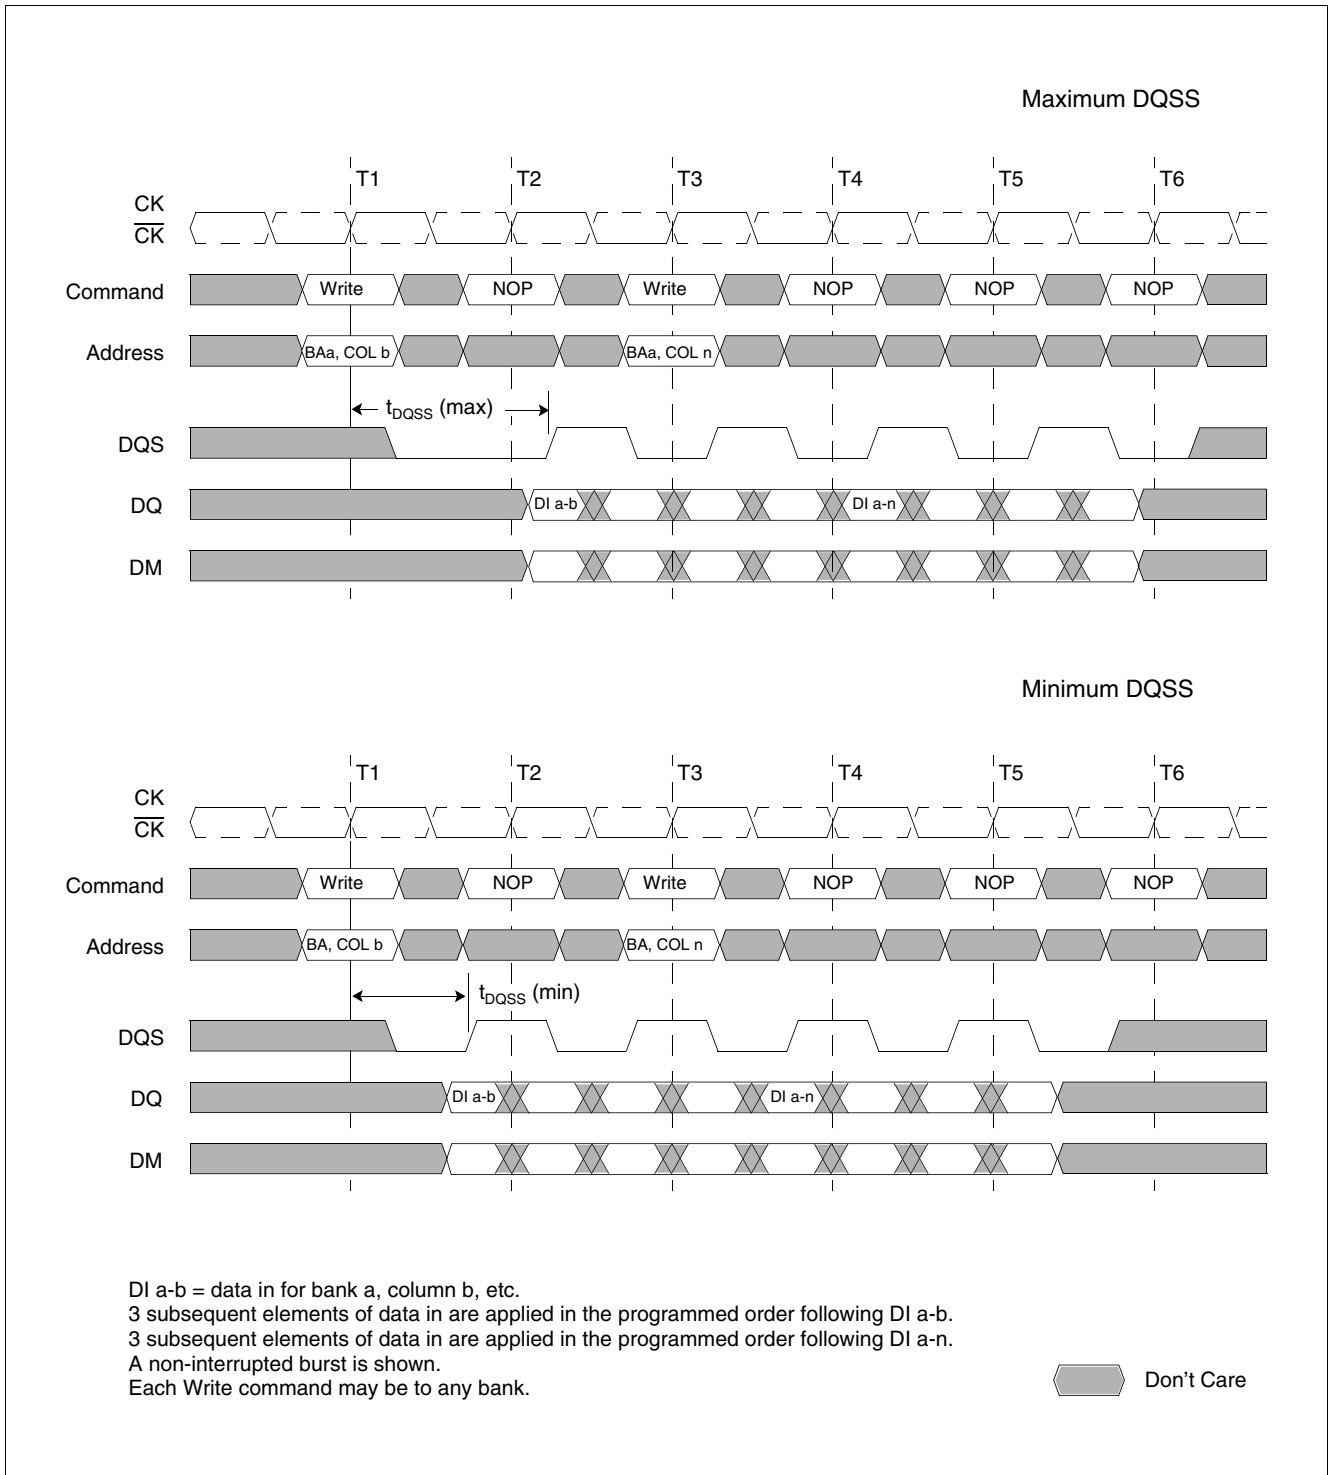 Maximum DQSS
T1 T2 T3 T4 T5 T6
CK
CK
Command Write NOP Write NOP NOP NOP
Address BAa, COL b BAa, COL n
tDQSS (max)
DQS
DQ DI a-b DI a-n
DM
Minimum DQSS
T1 T2 T3 T4 T5 T6
CK
CK
Command Write NOP Write NOP NOP NOP
Address BA, COL b BA, COL n
tDQSS (min)
DQS
DQ DI a-b DI a-n
DM
DI a-b = data in for bank a, column b, etc.
3 subsequent elements of data in are applied in the programmed order following DI a-b.
3 subsequent elements of data in are applied in the programmed order following DI a-n.
A non-interrupted burst is shown.
Each Write command may be to any bank.
Don't Care